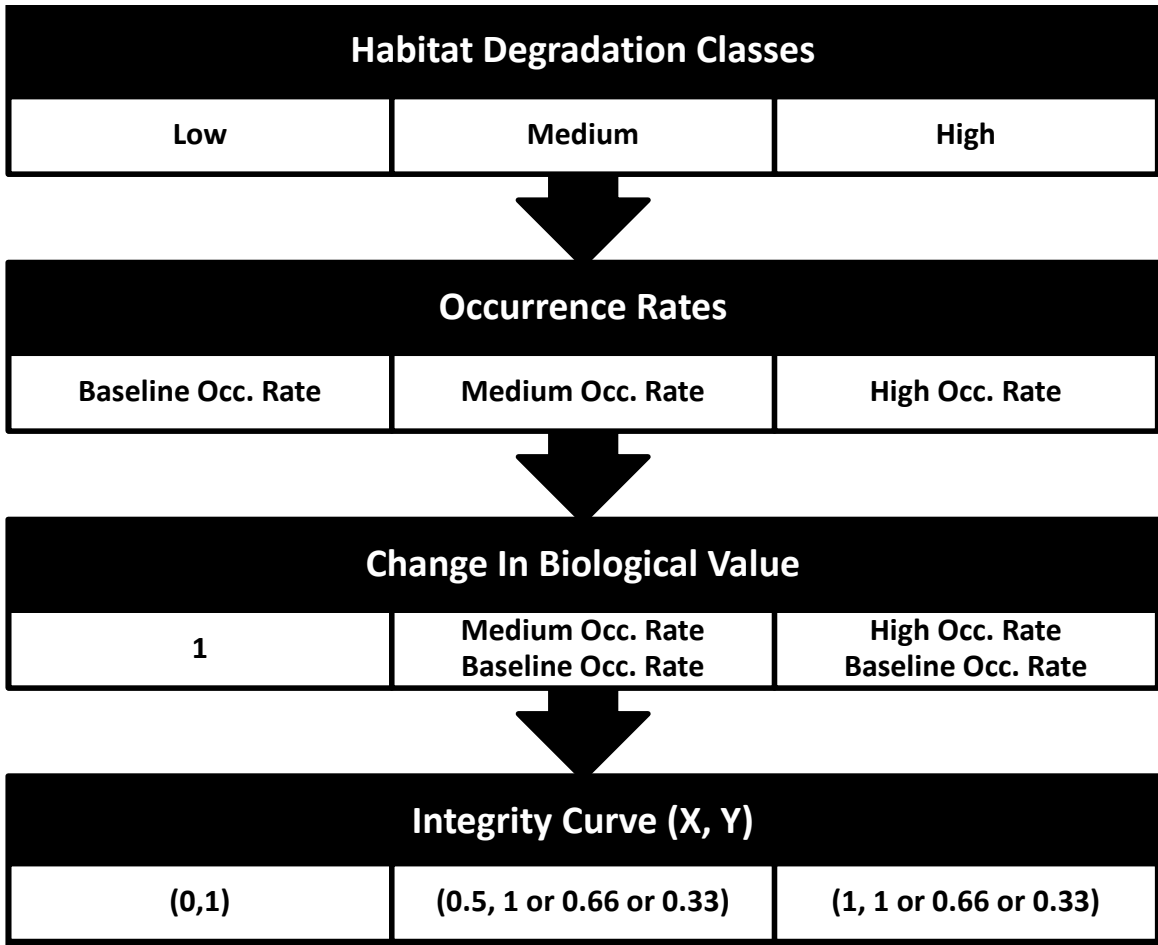 Habitat Degradation Classes
Low Medium High
Occurrence Rates
Baseline Occ. Rate Medium Occ. Rate High Occ. Rate
Change In Biological Value
1 Medium Occ. Rate High Occ. Rate
Baseline Occ. Rate Baseline Occ. Rate
Integrity Curve (X, Y)
(0,1) (0.5, 1 or 0.66 or 0.33) (1, 1 or 0.66 or 0.33)